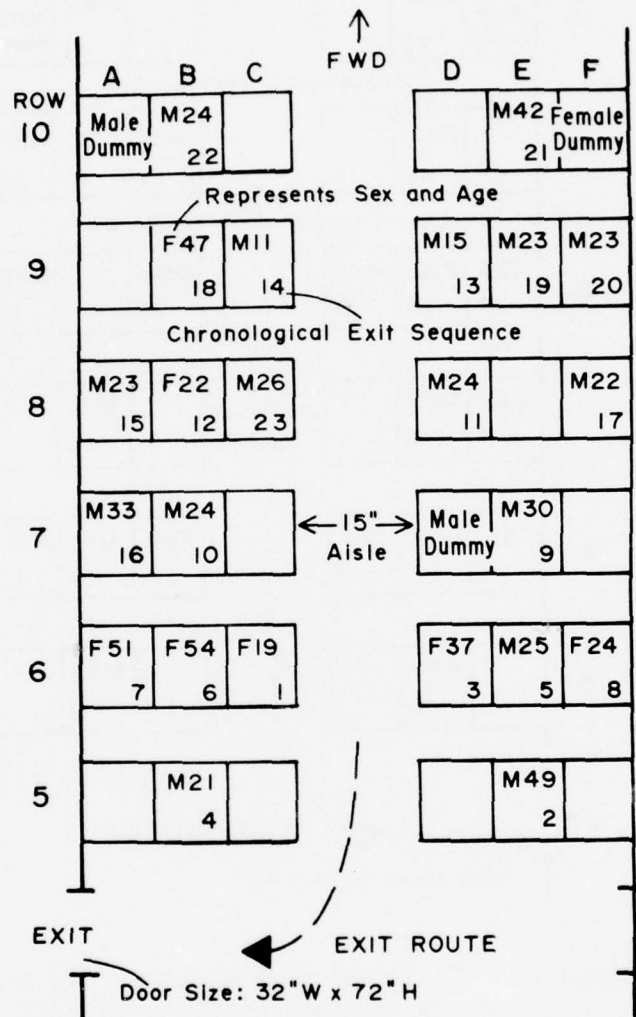 FWD
A B C D E F
ROW
10
Male Dummy
M24
22
M42
21
Female Dummy
Represents Sex and Age
9
F47
18
M11
14
M15
13
M23
19
M23
20
Chronological Exit Sequence
8
M23
15
F22
12
M26
23
M24
11
M22
17
7
M33
16
M24
10
15"
Aisle
Male Dummy
M30
9
6
F51
7
F54
6
F19
1
F37
3
M25
5
F24
8
5
M21
4
M49
2
EXIT
EXIT ROUTE
Door Size: 32"W x 72"H